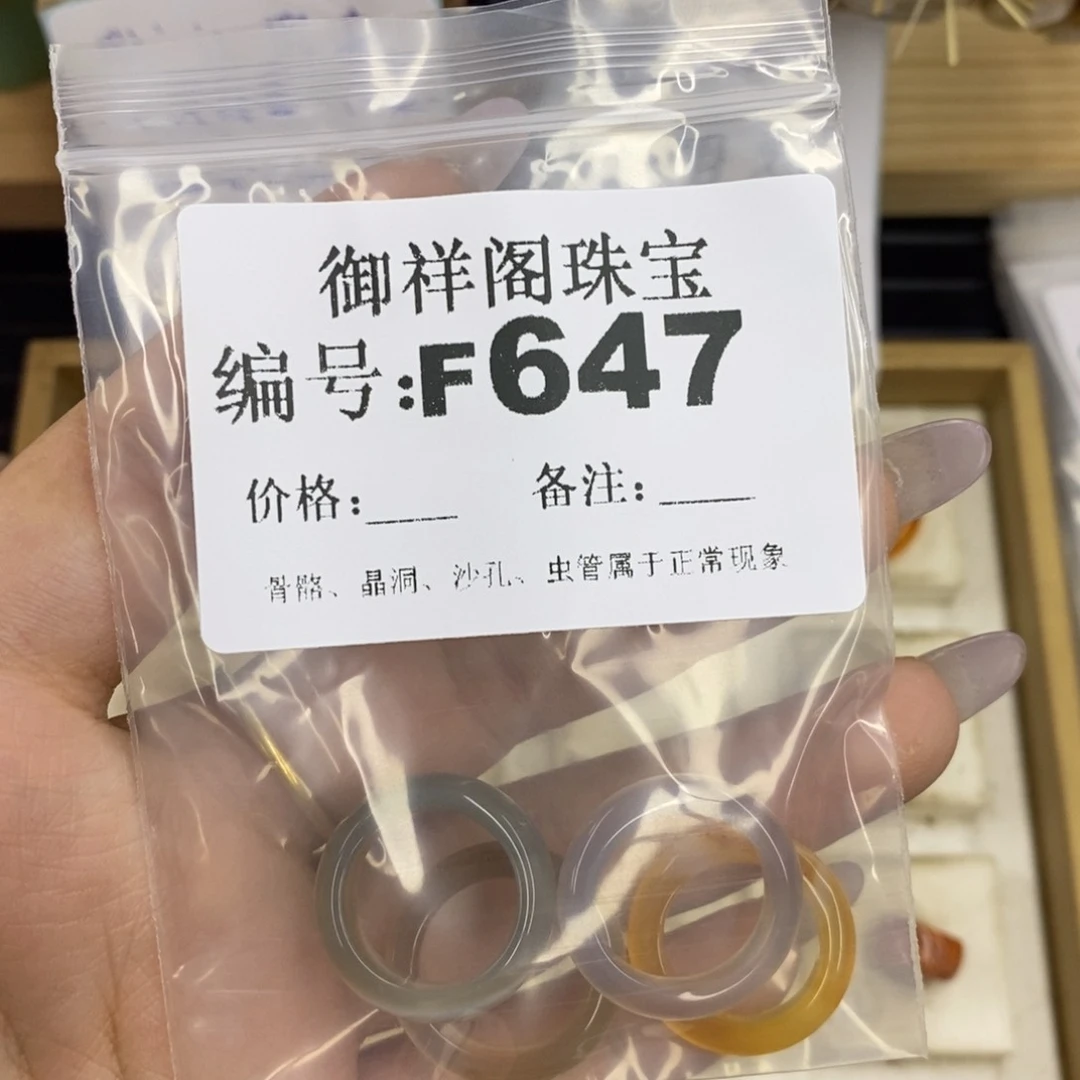 御祥阁珠宝
编号:F647
价格:____ 备注:____
骨骼、晶洞、沙孔、虫管属于正常现象